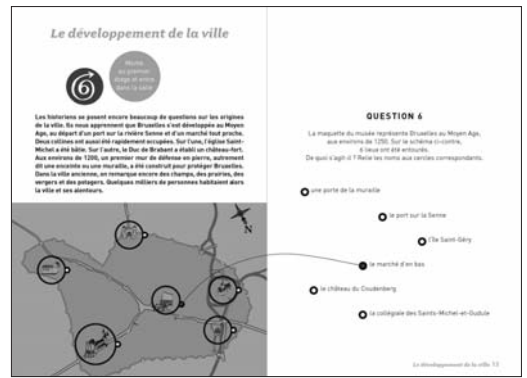 Le développement de la ville
Monte
au premier
étage et entre
dans la salle
6
Les historiens se posent encore beaucoup de questions sur les origines
de la ville. Ils nous apprennent que Bruxelles s'est développée au Moyen
Age, au départ d'un port sur la rivière Senne et d'un marché tout proche.
Deux collines ont aussi été rapidement occupées. Sur l'une, l'église Saint-
Michel a été bâtie. Sur l'autre, le Duc de Brabant a établi un château-fort.
Aux environs de 1200, un premier mur de défense en pierre, autrement
dit une enceinte ou une muraille, a été construit pour protéger Bruxelles.
Dans la ville ancienne, on remarque encore des champs, des prairies, des
vergers et des potagers. Quelques milliers de personnes habitaient alors
la ville et ses alentours.
N
QUESTION 6
La maquette du musée représente Bruxelles au Moyen Age,
aux environs de 1250. Sur le schéma ci-contre,
6 lieux ont été entourés.
De quoi s'agit-il ? Relie les noms aux cercles correspondants.
une porte de la muraille
le port sur la Senne
l'île Saint-Géry
le marché d'en bas
le château du Coudenberg
la collégiale des Saints-Michel-et-Gudule
Le développement de la ville 13